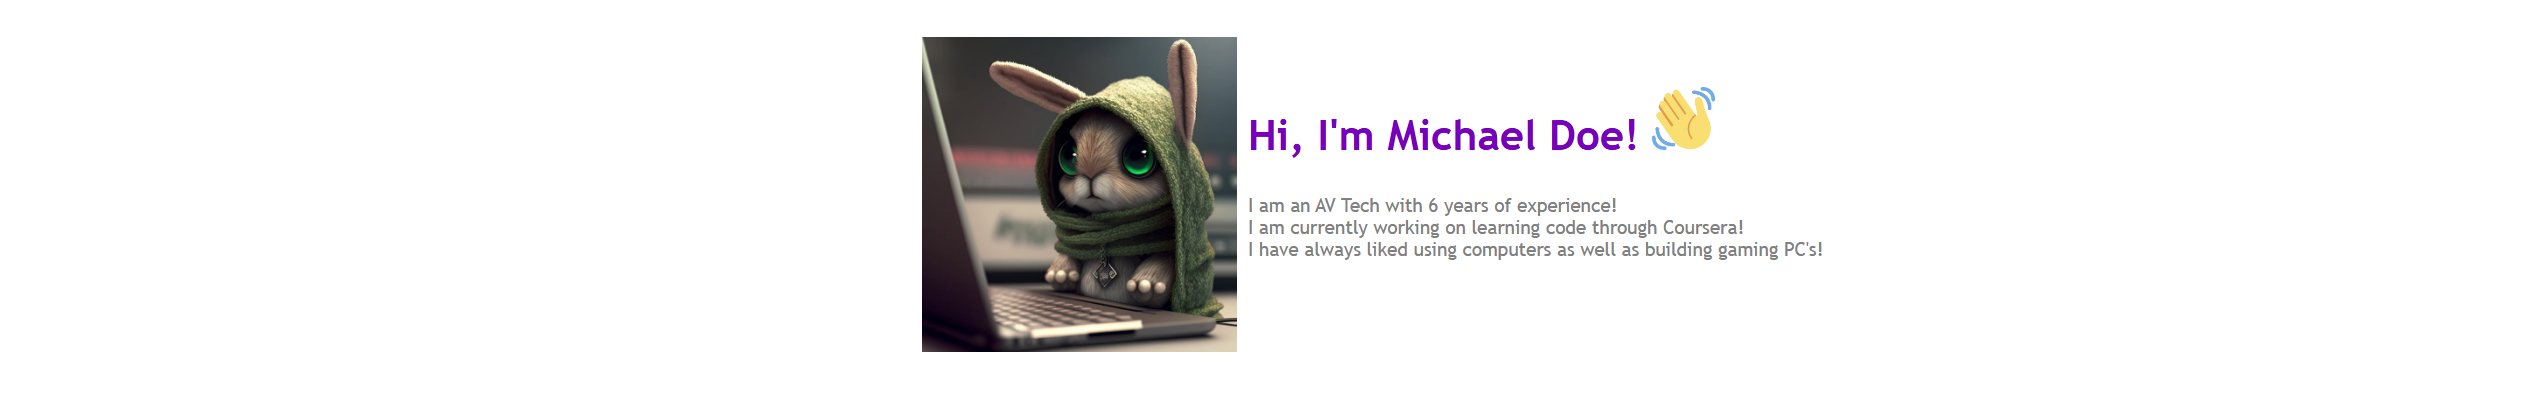 Hi, I'm Michael Doe! 👋
I am an AV Tech with 6 years of experience!
I am currently working on learning code through Coursera!
I have always liked using computers as well as building gaming PC's!